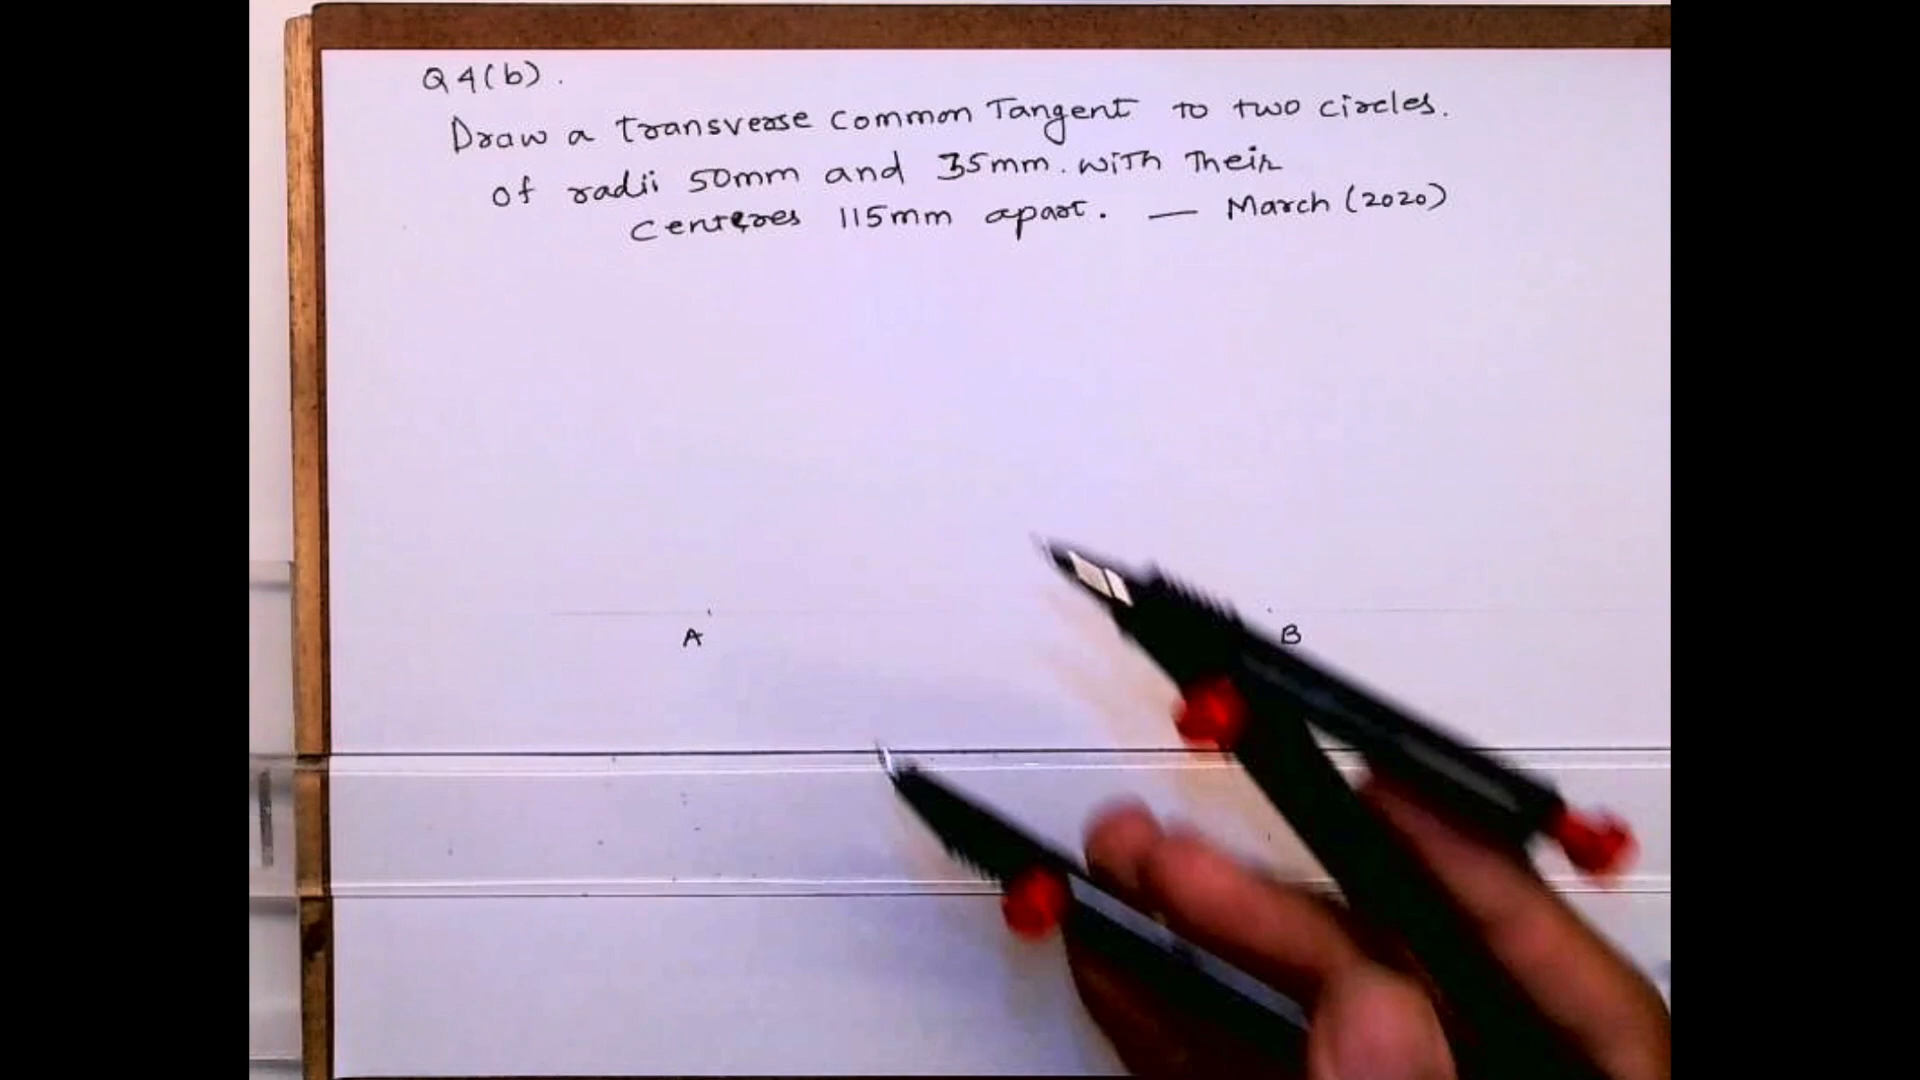 Q4(b).
Draw a transverse common Tangent to two circles.
of radii 50mm and 35mm. with Their
Centres 115mm apart. — March (2020)
A
B